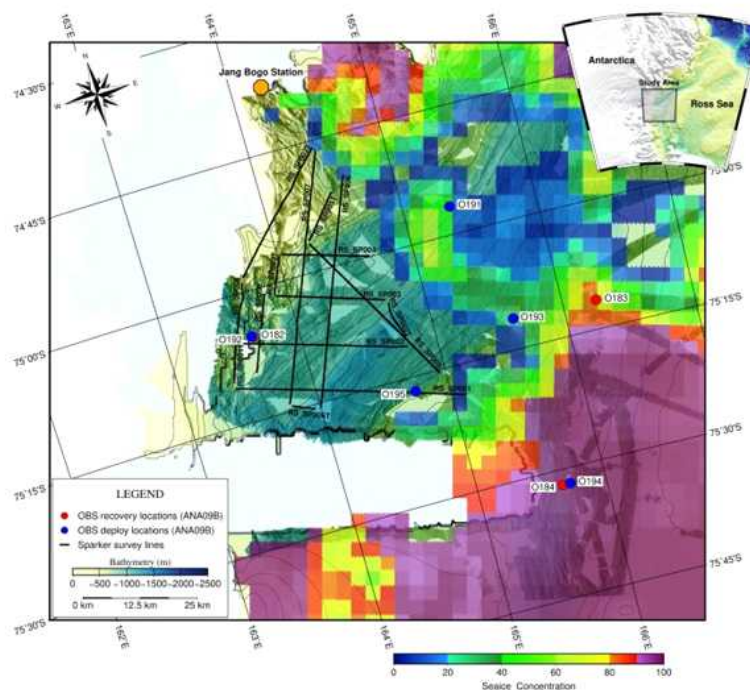 163°E
164°E
165°E
166°E
Antarctica
Study Area
Ross Sea
N
E
W
S
Jang Bogo Station
74°30'S
74°45'S
75°00'S
75°15'S
75°30'S
75°00'S
75°15'S
75°30'S
75°45'S
O191
O183
O193
O192
O182
O195
O184
O194
RS_SP004
RS_SP003
LEGEND
OBS recovery locations (ANA09B)
OBS deploy locations (ANA09B)
Sparker survey lines
Bathymetry (m)
0 −500 −1000 −1500 −2000 −2500
0 km 12.5 km 25 km
162°E
163°E
164°E
165°E
166°E
0 20 40 60 80 100
Seaice Concentration